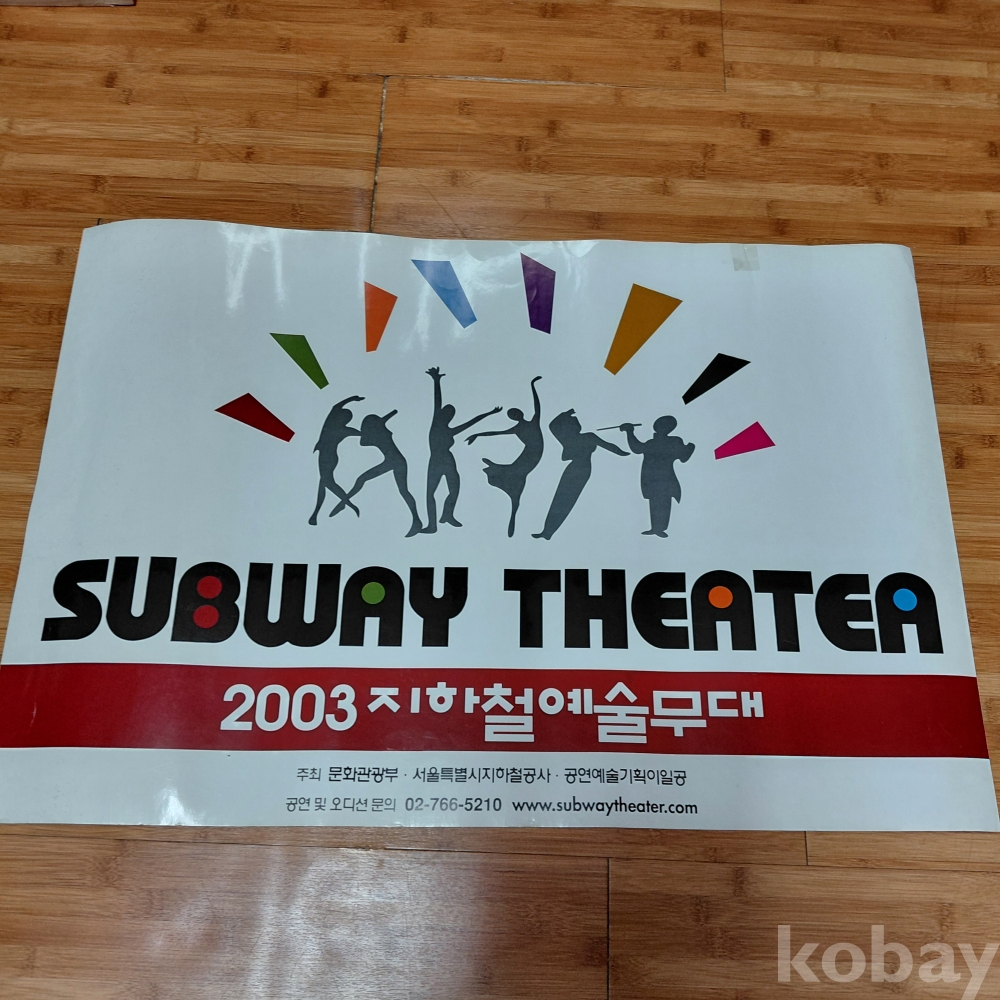 SUBWAY THEATEA
2003 지하철예술무대
주최 문화관광부 · 서울특별시지하철공사 · 공연예술기획이일공
공연 및 오디션 문의 02-766-5210 www.subwaytheater.com
kobay